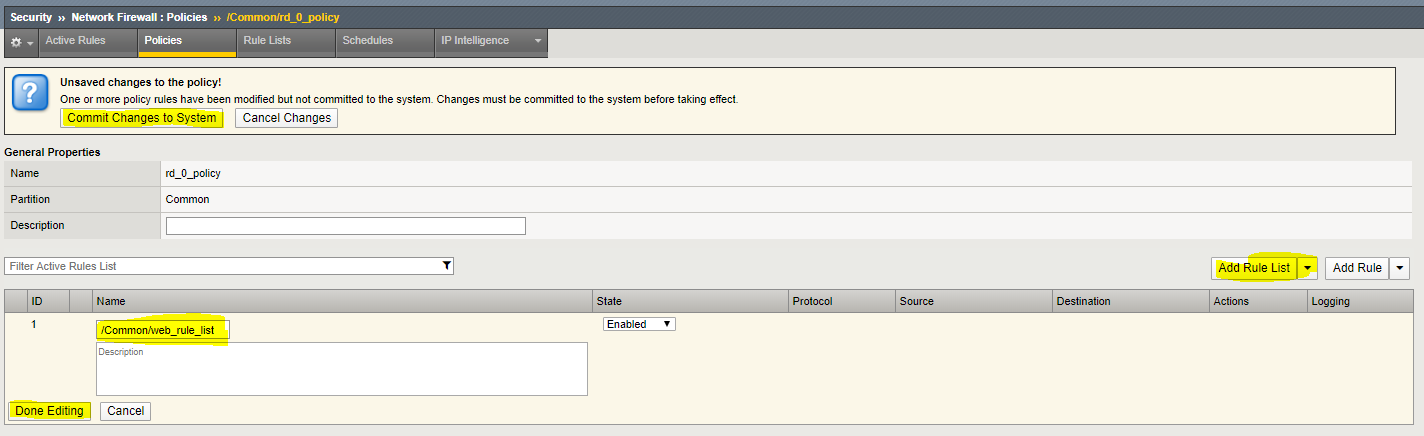 Security ›› Network Firewall : Policies ›› /Common/rd_0_policy
Active Rules Policies Rule Lists Schedules IP Intelligence
Unsaved changes to the policy!
One or more policy rules have been modified but not committed to the system. Changes must be committed to the system before taking effect.
Commit Changes to System Cancel Changes
General Properties
Name rd_0_policy
Partition Common
Description
Filter Active Rules List
Add Rule List Add Rule
ID Name State Protocol Source Destination Actions Logging
1 /Common/web_rule_list Enabled
Description
Done Editing Cancel